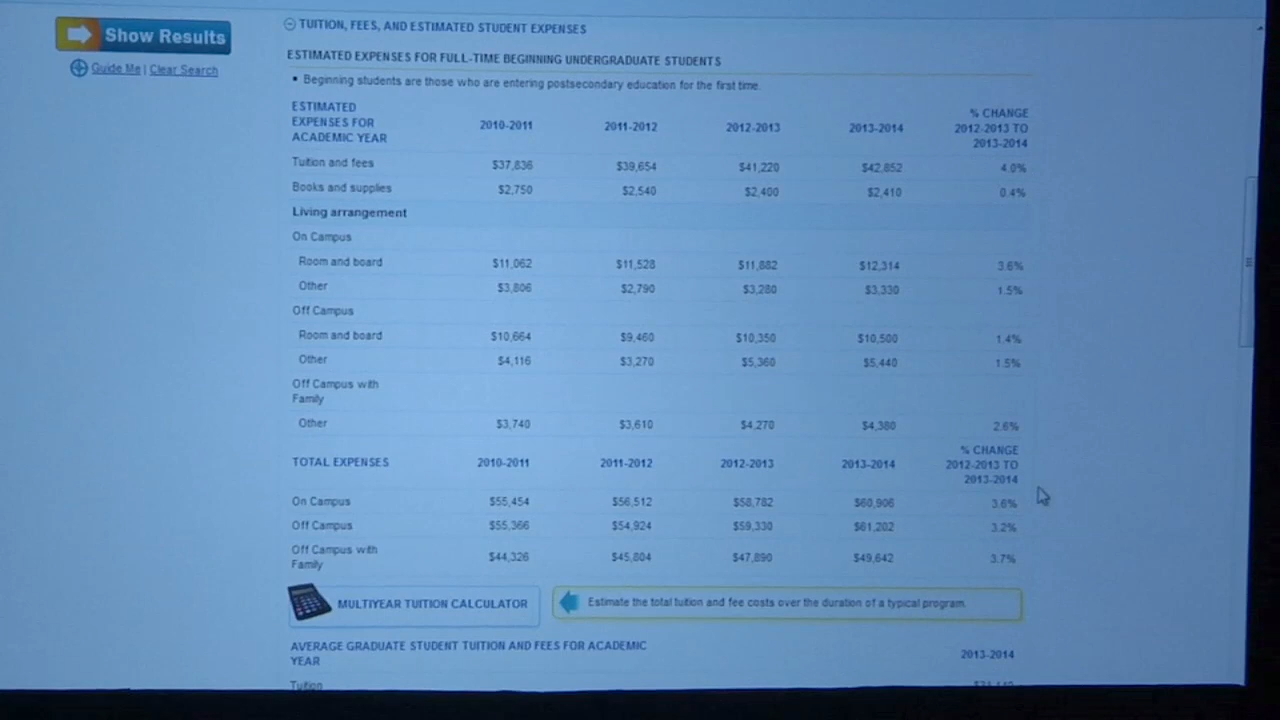 Show Results
Guide Me | Clear Search
TUITION, FEES, AND ESTIMATED STUDENT EXPENSES
ESTIMATED EXPENSES FOR FULL-TIME BEGINNING UNDERGRADUATE STUDENTS
▪ Beginning students are those who are entering postsecondary education for the first time.
ESTIMATED
EXPENSES FOR
ACADEMIC YEAR 2010-2011 2011-2012 2012-2013 2013-2014 % CHANGE
2012-2013 TO
2013-2014
Tuition and fees $37,836 $39,654 $41,220 $42,852 4.0%
Books and supplies $2,750 $2,540 $2,400 $2,410 0.4%
Living arrangement
On Campus
Room and board $11,062 $11,528 $11,882 $12,314 3.6%
Other $3,806 $2,790 $3,280 $3,330 1.5%
Off Campus
Room and board $10,664 $9,460 $10,350 $10,500 1.4%
Other $4,116 $3,270 $5,360 $5,440 1.5%
Off Campus with
Family
Other $3,740 $3,610 $4,270 $4,380 2.6%
TOTAL EXPENSES 2010-2011 2011-2012 2012-2013 2013-2014 % CHANGE
2012-2013 TO
2013-2014
On Campus $55,454 $56,512 $58,782 $60,906 3.6%
Off Campus $55,366 $54,924 $59,330 $61,202 3.2%
Off Campus with
Family $44,326 $45,804 $47,890 $49,642 3.7%
MULTIYEAR TUITION CALCULATOR
Estimate the total tuition and fee costs over the duration of a typical program.
AVERAGE GRADUATE STUDENT TUITION AND FEES FOR ACADEMIC
YEAR 2013-2014
Tuition